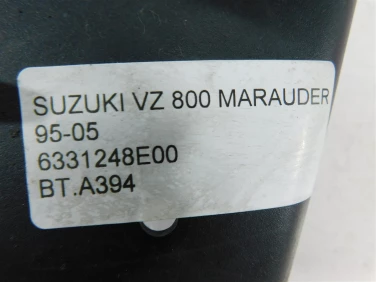 SUZUKI VZ 800 MARAUDER
95-05
6331248E00
BT.A394